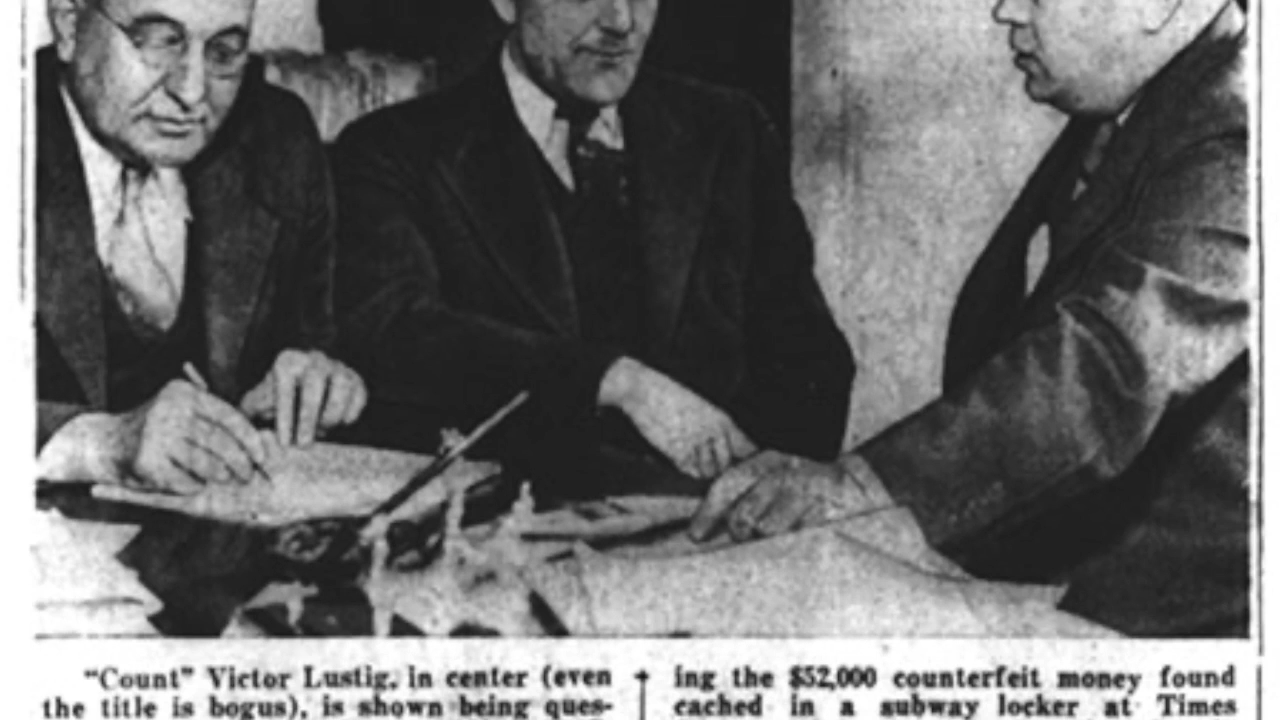 "Count" Victor Lustig, in center (even
the title is bogus), is shown being ques-
ing the $52,000 counterfeit money found
cached in a subway locker at Times